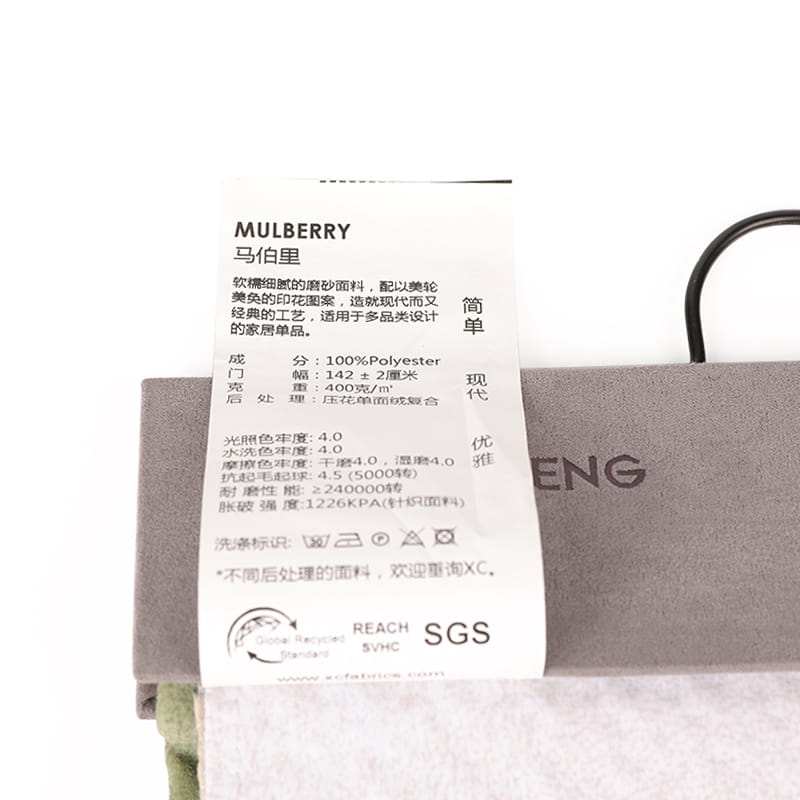 MULBERRY
马伯里
软糯细腻的磨砂面料，配以美轮
美奂的印花图案，造就现代而又
经典的工艺，适用于多品类设计
的家居单品。
简单
现代
优雅
成 分：100%Polyester
门 幅：142 ± 2厘米
克 重：400克/㎡
后 处 理：压花单面绒复合
光照色牢度: 4.0
水洗色牢度: 4.0
摩擦色牢度: 干磨4.0，湿磨4.0
抗起毛起球: 4.5 (5000转)
耐 磨性 能: ≥240000转
胀破 强 度:1226KPA(针织面料)
洗涤标识:
*不同后处理的面料，欢迎垂询XC。
Global Recycled
Standard
REACH
SVHC
SGS
www.xcfabrics.com
ENG